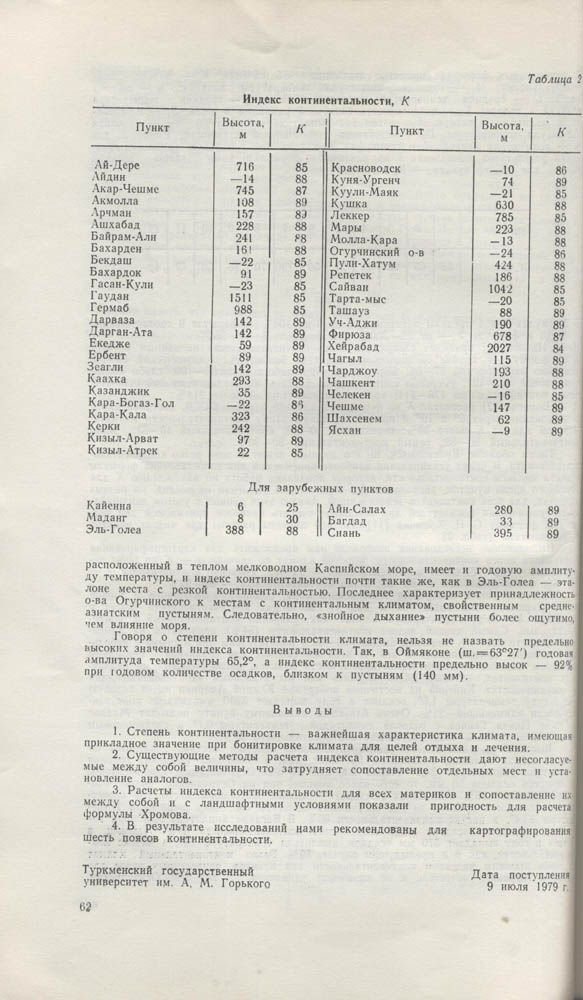 Таблица 2
Индекс континентальности, К
Пункт Высота, м К Пункт Высота, м К
Ай-Дере 716 85 Красноводск —10 86
Айдин —14 88 Куня-Ургенч 74 89
Акар-Чешме 745 87 Куули-Маяк —21 85
Акмолла 108 89 Кушка 630 88
Арчман 157 89 Леккер 785 85
Ашхабад 228 88 Мары 223 88
Байрам-Али 241 88 Молла-Кара —13 88
Бахарден 161 88 Огурчинский о-в —24 86
Бекдаш —22 85 Пули-Хатум 424 88
Бахардок 91 89 Репетек 186 88
Гасан-Кули —23 85 Сайван 1042 85
Гаудан 1511 85 Тарта-мыс —20 85
Гермаб 988 85 Ташауз 88 89
Дарваза 142 89 Уч-Аджи 190 89
Дарган-Ата 142 89 Фирюза 678 87
Екедже 59 89 Хейрабад 2027 84
Ербент 89 89 Чагыл 115 89
Зеагли 142 89 Чарджоу 193 88
Каахка 293 88 Чашкент 210 88
Казанджик 35 89 Челекен —16 85
Кара-Богаз-Гол —22 Чешме 147 89
Кара-Кала 323 86 Шахсенем 62 89
Керки 242 88 Ясхан —9 89
Кизыл-Арват 97 89
Кизыл-Атрек 22 85
Для зарубежных пунктов
Кайенна 6 25 Айн-Салах 280 89
Маданг 8 30 Багдад 33 89
Эль-Голеа 388 88 Сиань 395 89
расположенный в теплом мелководном Каспийском море, имеет и годовую амплиту-
ду температуры, и индекс континентальности почти такие же, как в Эль-Голеа — эта-
лоне места с резкой континентальностью. Последнее характеризует принадлежность
о-ва Огурчинского к местам с континентальным климатом, свойственным средне-
азиатским пустыням. Следовательно, «знойное дыхание» пустыни более ощутимо,
чем влияние моря.
Говоря о степени континентальности климата, нельзя не назвать предельно
высоких значений индекса континентальности. Так, в Оймяконе (ш.=63°27′) годовая
амплитуда температуры 65,2°, а индекс континентальности предельно высок — 92%
при годовом количестве осадков, близком к пустыням (140 мм).
Выводы
1. Степень континентальности — важнейшая характеристика климата, имеющая
прикладное значение при бонитировке климата для целей отдыха и лечения.
2. Существующие методы расчета индекса континентальности дают несогласуе-
мые между собой величины, что затрудняет сопоставление отдельных мест и уста-
новление аналогов.
3. Расчеты индекса континентальности для всех материков и сопоставление их
между собой и с ландшафтными условиями показали пригодность для расчета
формулы Хромова.
4. В результате исследований нами рекомендованы для картографирования
шесть поясов континентальности.
Туркменский государственный
университет им. А. М. Горького
Дата поступления
9 июля 1979 г.
62